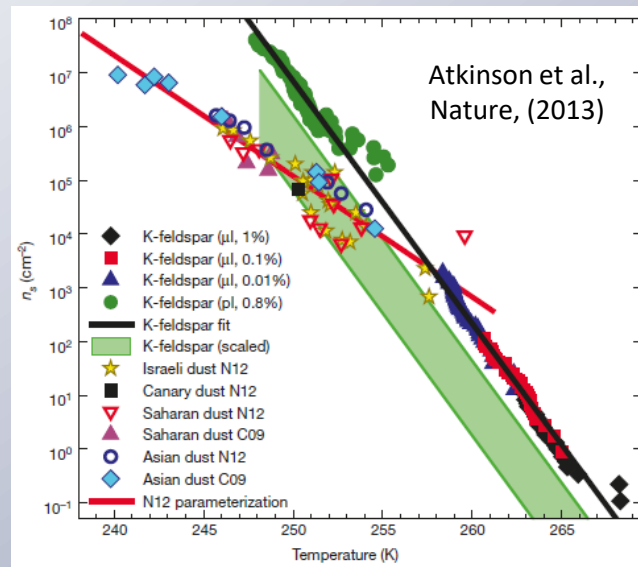 Atkinson et al.,
Nature, (2013)
10⁸
10⁷
10⁶
10⁵
10⁴
10³
10²
10¹
10⁰
10⁻¹
nₛ (cm⁻²)
K-feldspar (μl, 1%)
K-feldspar (μl, 0.1%)
K-feldspar (μl, 0.01%)
K-feldspar (pl, 0.8%)
K-feldspar fit
K-feldspar (scaled)
Israeli dust N12
Canary dust N12
Saharan dust N12
Saharan dust C09
Asian dust N12
Asian dust C09
N12 parameterization
240 245 250 255 260 265
Temperature (K)